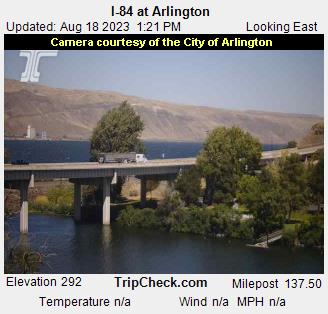 I-84 at Arlington
Updated: Aug 18 2023 1:21 PM Looking East
Camera courtesy of the City of Arlington
Elevation 292 TripCheck.com Milepost 137.50
Temperature n/a Wind n/a MPH n/a